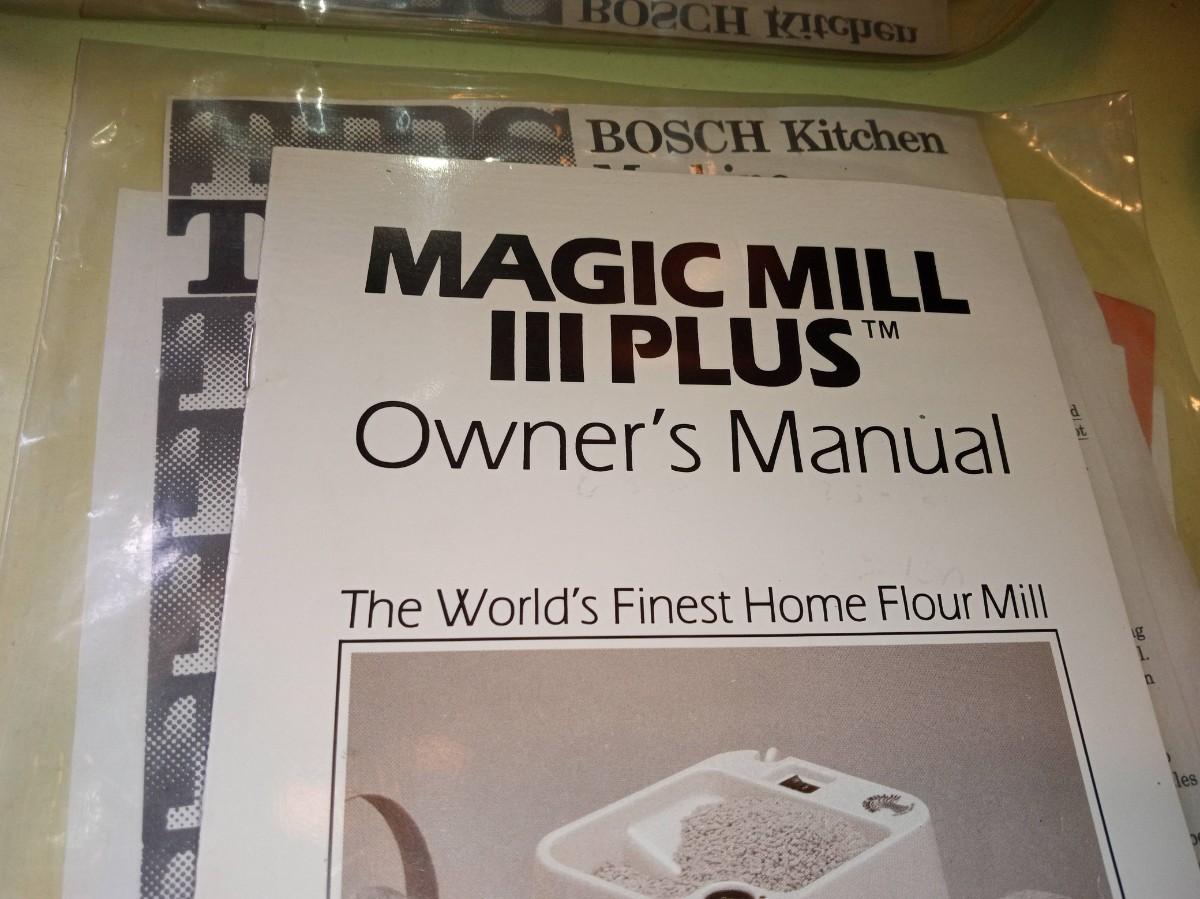 BOSCH Kitchen
BOSCH Kitchen
MAGIC MILL
III PLUS™
Owner's Manual
The World's Finest Home Flour Mill